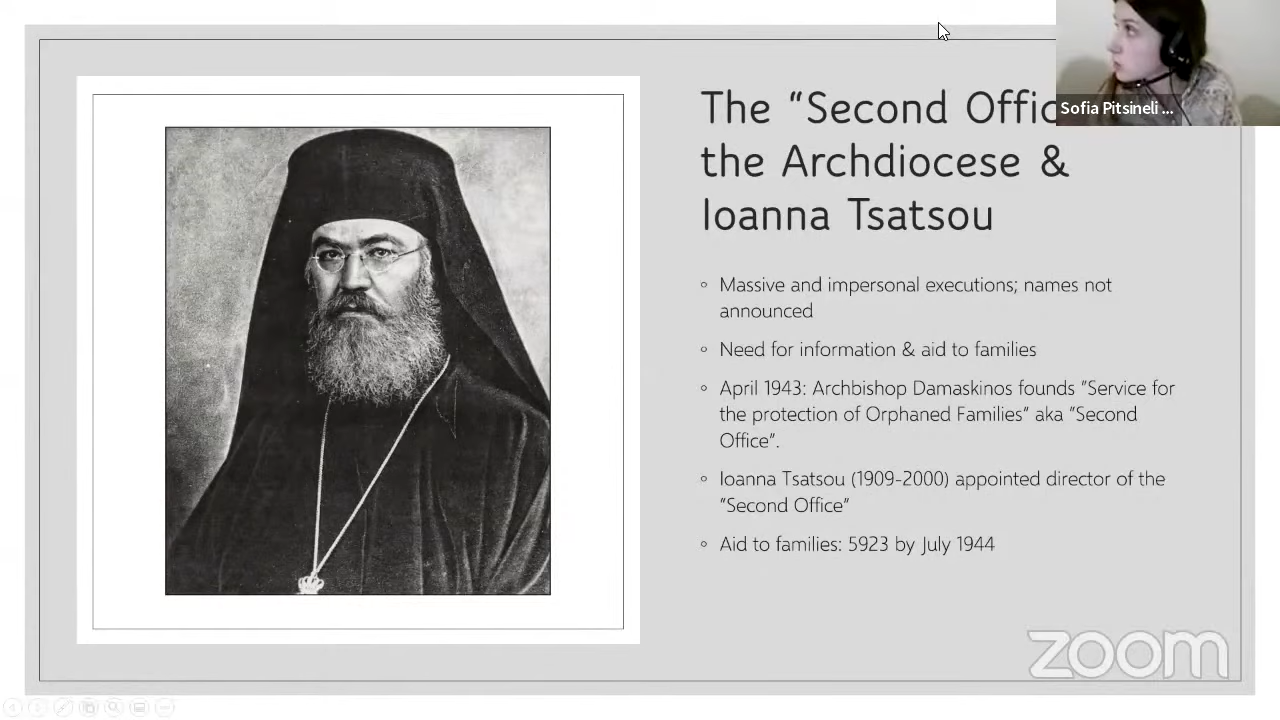 The “Second Offic
the Archdiocese &
Ioanna Tsatsou
Sofia Pitsineli ...
◦ Massive and impersonal executions; names not
announced
◦ Need for information & aid to families
◦ April 1943: Archbishop Damaskinos founds “Service for
the protection of Orphaned Families” aka “Second
Office”.
◦ Ioanna Tsatsou (1909-2000) appointed director of the
“Second Office”
◦ Aid to families: 5923 by July 1944
zoom